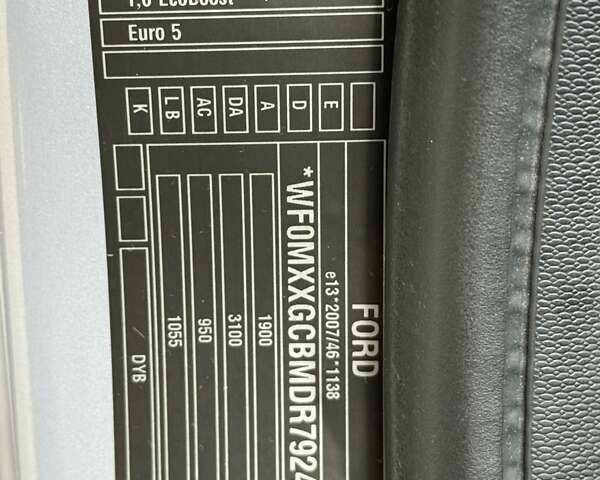 Euro 5
K
LB
AC
DA
A
D
E
FORD
e13*2007/46*1138
*WF0MXXGCBMDR7924
1900
3100
950
1055
/ DYB